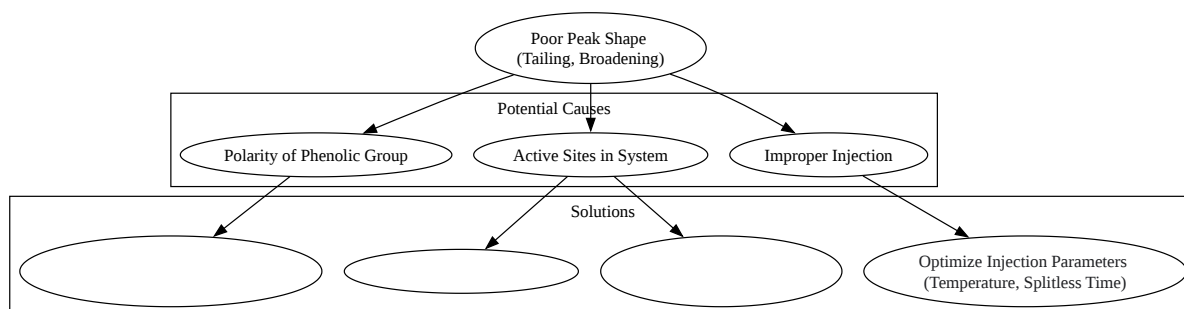 Poor Peak Shape
(Tailing, Broadening)
Potential Causes
Polarity of Phenolic Group
Active Sites in System
Improper Injection
Solutions
Optimize Injection Parameters
(Temperature, Splitless Time)